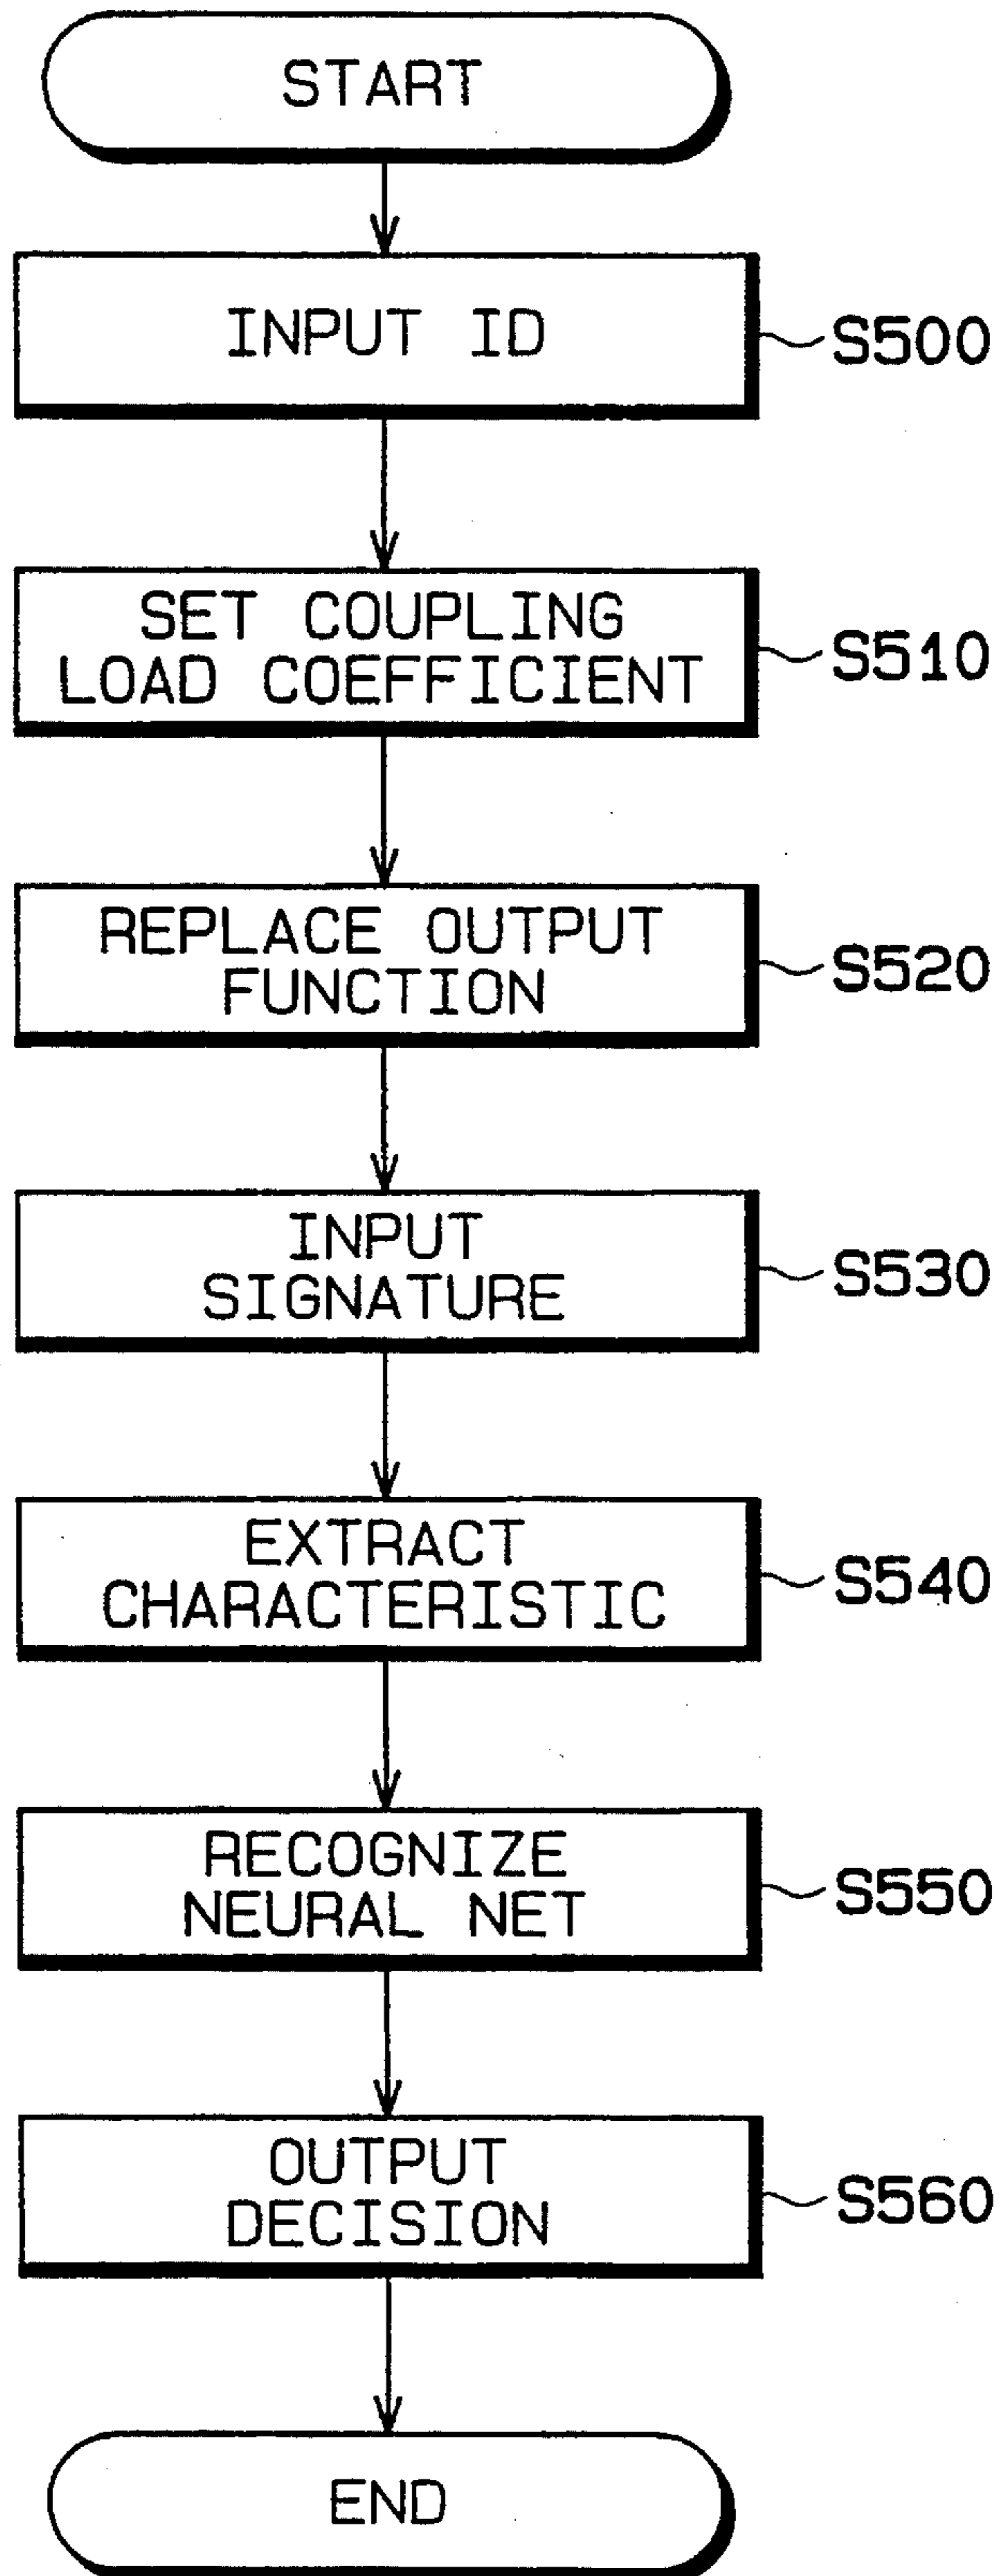 START
INPUT ID
S500
SET COUPLING
LOAD COEFFICIENT
S510
REPLACE OUTPUT
FUNCTION
S520
INPUT
SIGNATURE
S530
EXTRACT
CHARACTERISTIC
S540
RECOGNIZE
NEURAL NET
S550
OUTPUT
DECISION
S560
END